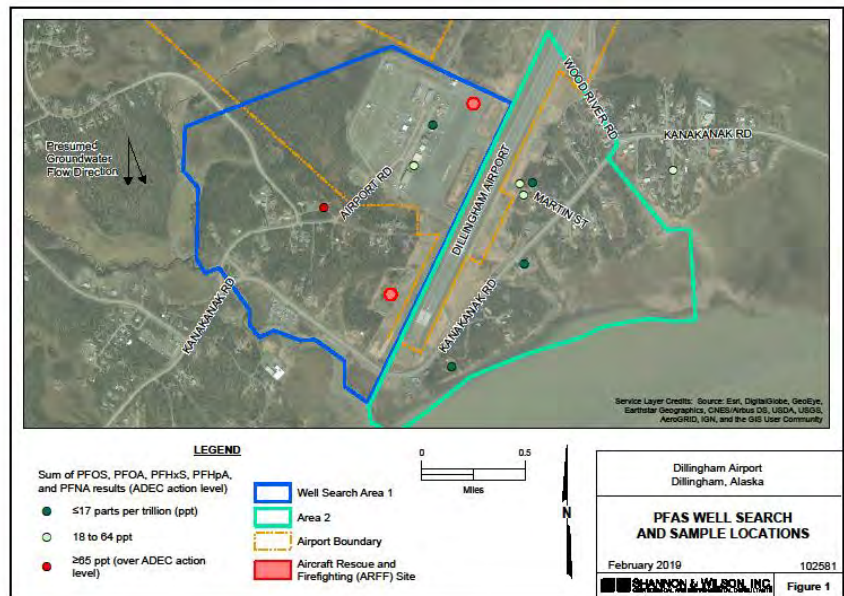 WOOD RIVER RD
KANAKANAK RD
Presumed
Groundwater
Flow Direction
AIRPORT RD
DILLINGHAM AIRPORT
MARTIN ST
KANAKANAK RD
KANAKANAK RD
Service Layer Credits: Source: Esri, DigitalGlobe, GeoEye,
Earthstar Geographics, CNES/Airbus DS, USDA, USGS,
AeroGRID, IGN, and the GIS User Community
LEGEND
Sum of PFOS, PFOA, PFHxS, PFHpA,
and PFNA results (ADEC action level)
≤17 parts per trillion (ppt)
18 to 64 ppt
≥65 ppt (over ADEC action
level)
Well Search Area 1
Area 2
Airport Boundary
Aircraft Rescue and
Firefighting (ARFF) Site
0 0.5
Miles
N
Dillingham Airport
Dillingham, Alaska
PFAS WELL SEARCH
AND SAMPLE LOCATIONS
February 2019 102581
SHANNON & WILSON, INC.
Figure 1